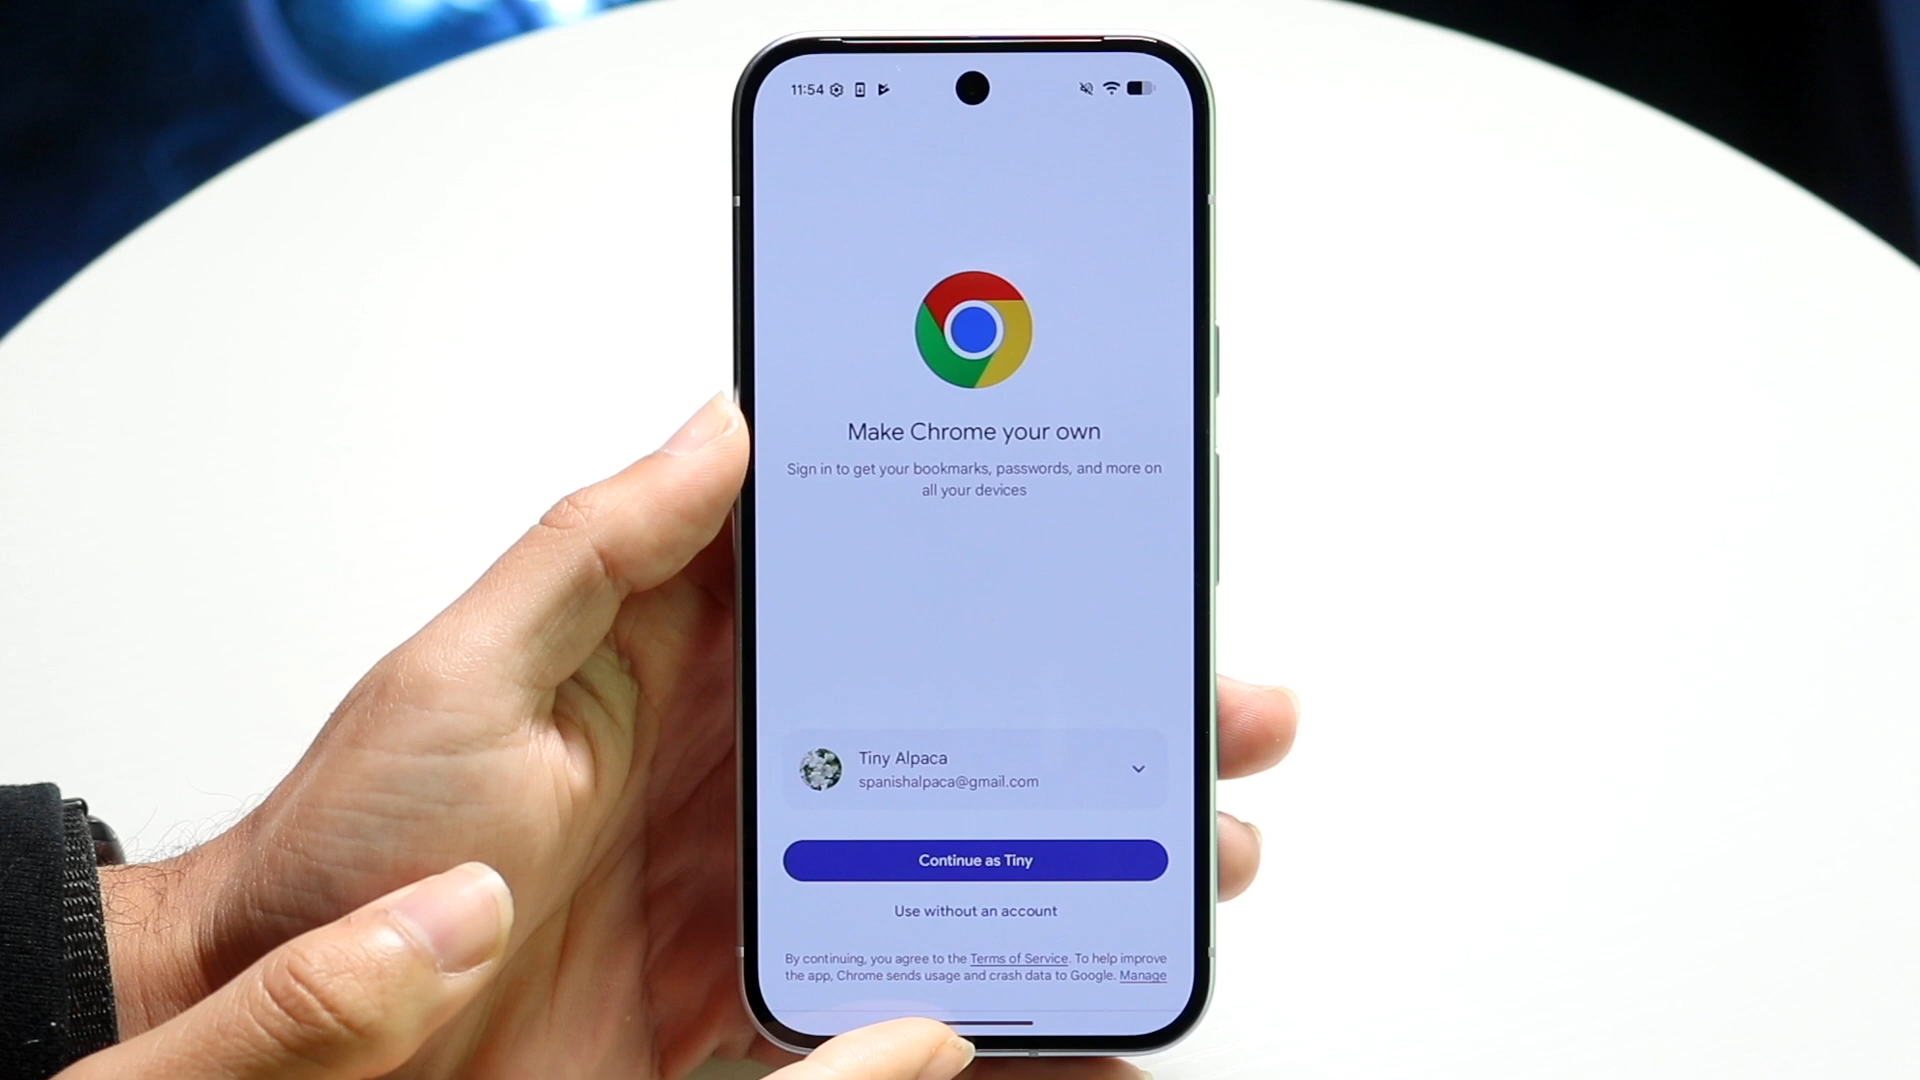 11:54
Make Chrome your own
Sign in to get your bookmarks, passwords, and more on
all your devices
Tiny Alpaca
spanishalpaca@gmail.com
Continue as Tiny
Use without an account
By continuing, you agree to the Terms of Service. To help improve
the app, Chrome sends usage and crash data to Google. Manage